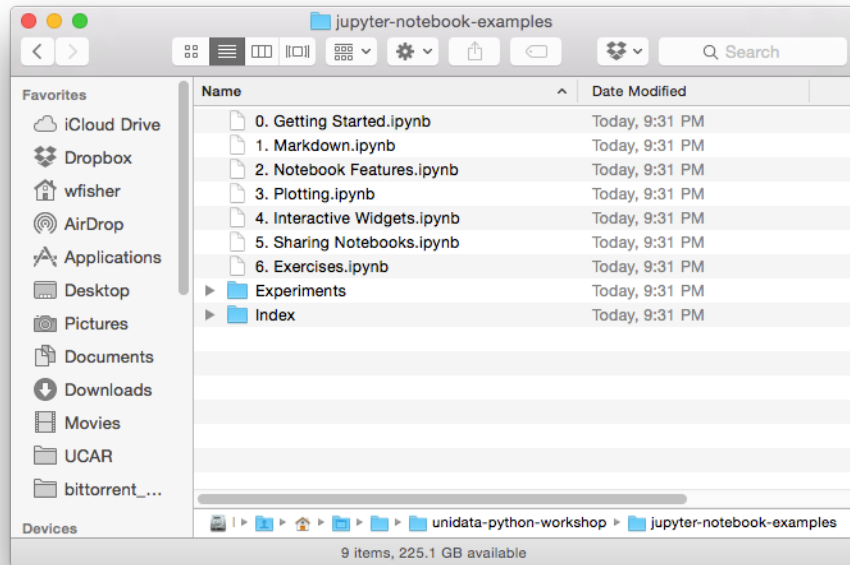 jupyter-notebook-examples
Search
Favorites
iCloud Drive
Dropbox
wfisher
AirDrop
Applications
Desktop
Pictures
Documents
Downloads
Movies
UCAR
bittorrent_...
Devices
Name Date Modified
0. Getting Started.ipynb Today, 9:31 PM
1. Markdown.ipynb Today, 9:31 PM
2. Notebook Features.ipynb Today, 9:31 PM
3. Plotting.ipynb Today, 9:31 PM
4. Interactive Widgets.ipynb Today, 9:31 PM
5. Sharing Notebooks.ipynb Today, 9:31 PM
6. Exercises.ipynb Today, 9:31 PM
Experiments Today, 9:31 PM
Index Today, 9:31 PM
unidata-python-workshop jupyter-notebook-examples
9 items, 225.1 GB available